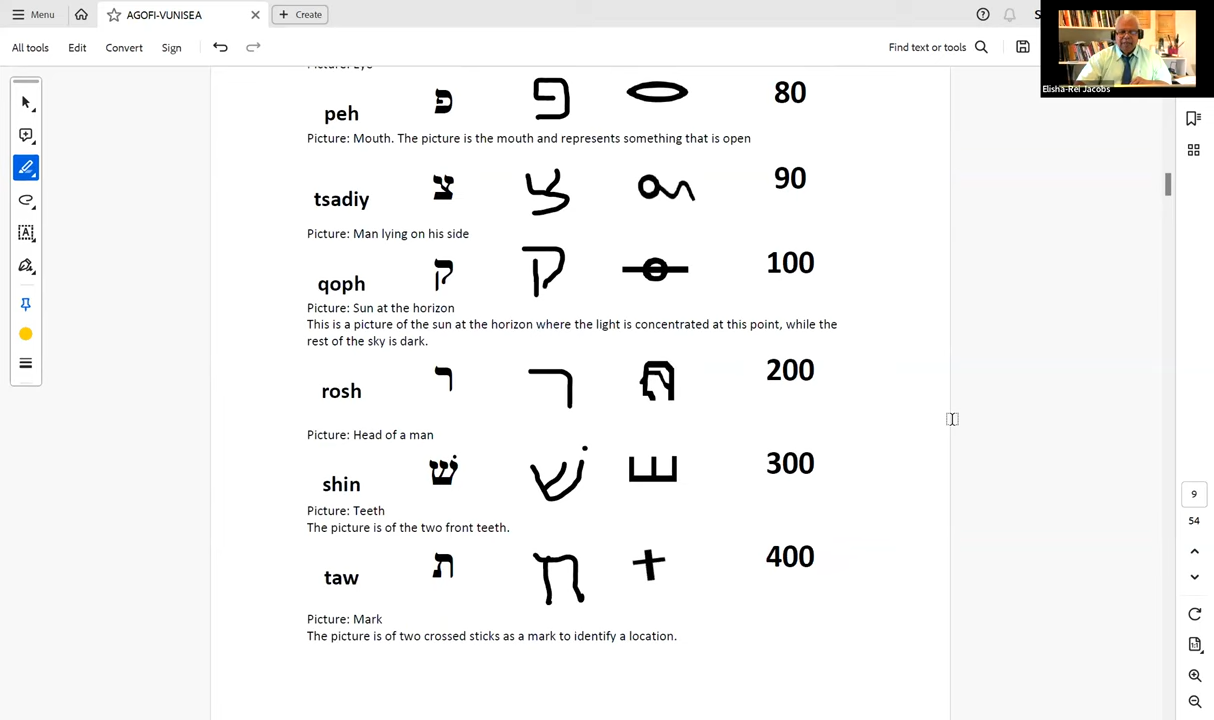 Menu
AGOFI-VUNISEA
Create
All tools
Edit
Convert
Sign
Find text or tools
Elisha-Rei Jacobs
peh פ פ 80
Picture: Mouth. The picture is the mouth and represents something that is open
tsadiy צ צ 90
Picture: Man lying on his side
qoph ק ק 100
Picture: Sun at the horizon
This is a picture of the sun at the horizon where the light is concentrated at this point, while the
rest of the sky is dark.
rosh ר ר 200
Picture: Head of a man
shin שׁ שׁ 300
Picture: Teeth
The picture is of the two front teeth.
taw ת ת 400
Picture: Mark
The picture is of two crossed sticks as a mark to identify a location.
9
54